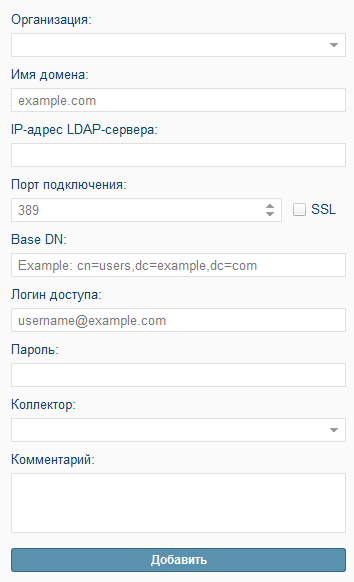 Организация:
Имя домена:
example.com
IP-адрес LDAP-сервера:
Порт подключения:
389 SSL
Base DN:
Example: cn=users,dc=example,dc=com
Логин доступа:
username@example.com
Пароль:
Коллектор:
Комментарий:
Добавить